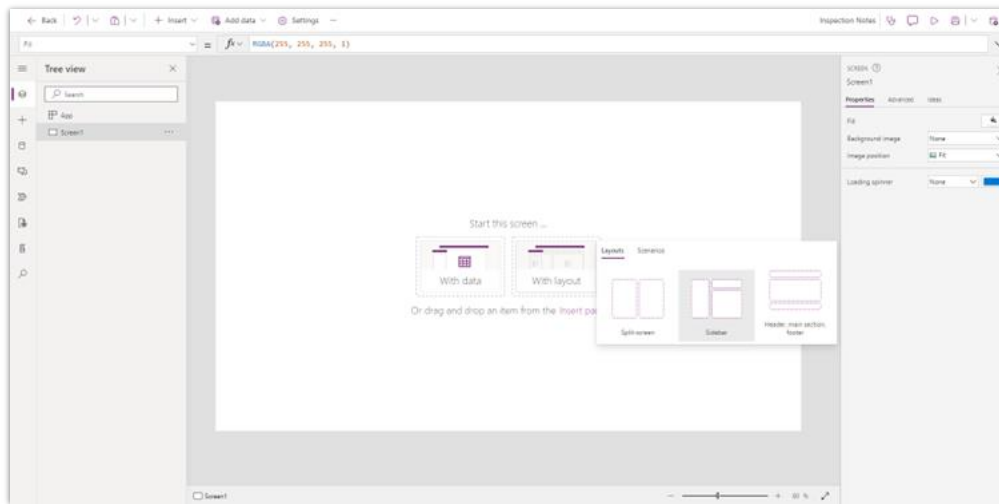 Back Insert Add data Settings Inspection Notes
Fill = fx RGBA(255, 255, 255, 1)
Tree view
Search
App
Screen1
Start this screen ...
With data
With layout
Or drag and drop an item from the Insert pa
Layouts Scenarios
Split-screen
Sidebar
Header, main section,
footer
SCREEN
Screen1
Properties Advanced Ideas
Fill
Background image None
Image position Fit
Loading spinner None
Screen1
60 %